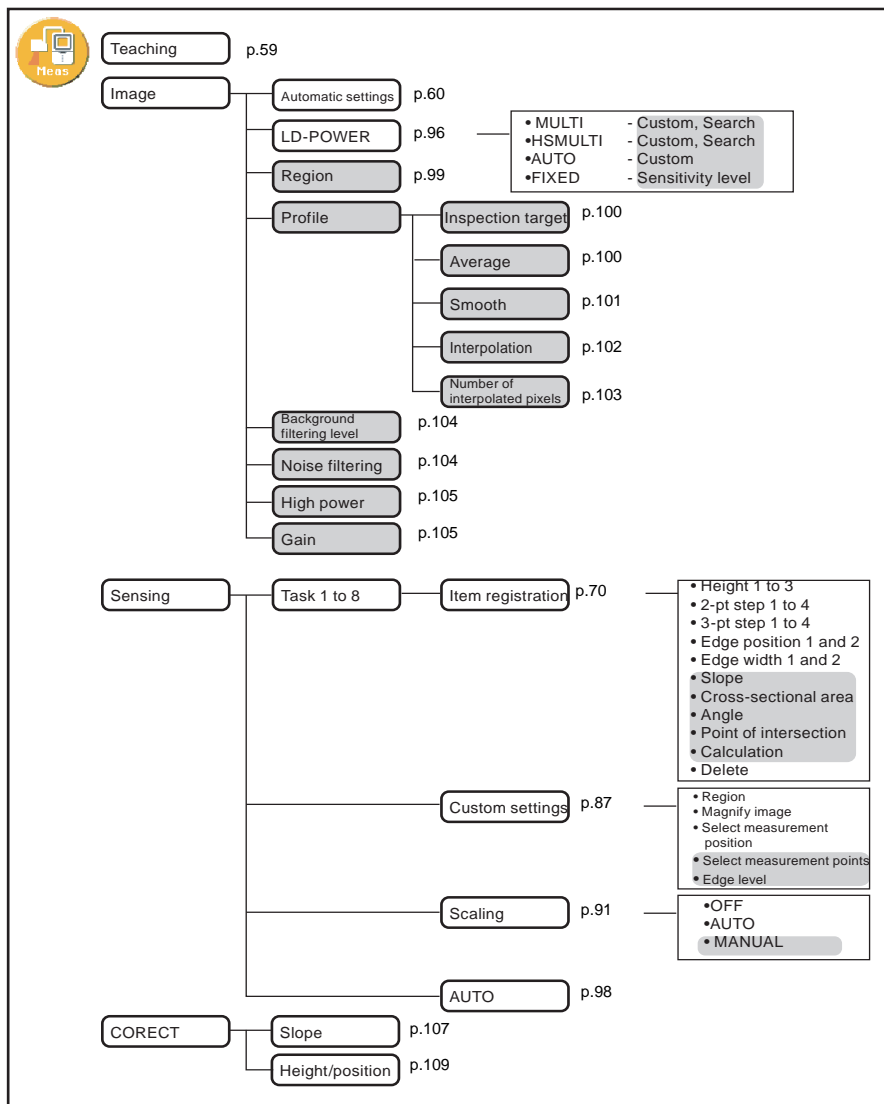 Meas
Teaching p.59
Image
Automatic settings p.60
LD-POWER p.96
• MULTI - Custom, Search
•HSMULTI - Custom, Search
•AUTO - Custom
•FIXED - Sensitivity level
Region p.99
Profile
Inspection target p.100
Average p.100
Smooth p.101
Interpolation p.102
Number of
interpolated pixels p.103
Background
filtering level p.104
Noise filtering p.104
High power p.105
Gain p.105
Sensing
Task 1 to 8
Item registration p.70
• Height 1 to 3
• 2-pt step 1 to 4
• 3-pt step 1 to 4
• Edge position 1 and 2
• Edge width 1 and 2
• Slope
• Cross-sectional area
• Angle
• Point of intersection
• Calculation
• Delete
Custom settings p.87
• Region
• Magnify image
• Select measurement
position
• Select measurement points
• Edge level
Scaling p.91
•OFF
•AUTO
• MANUAL
AUTO p.98
CORECT
Slope p.107
Height/position p.109